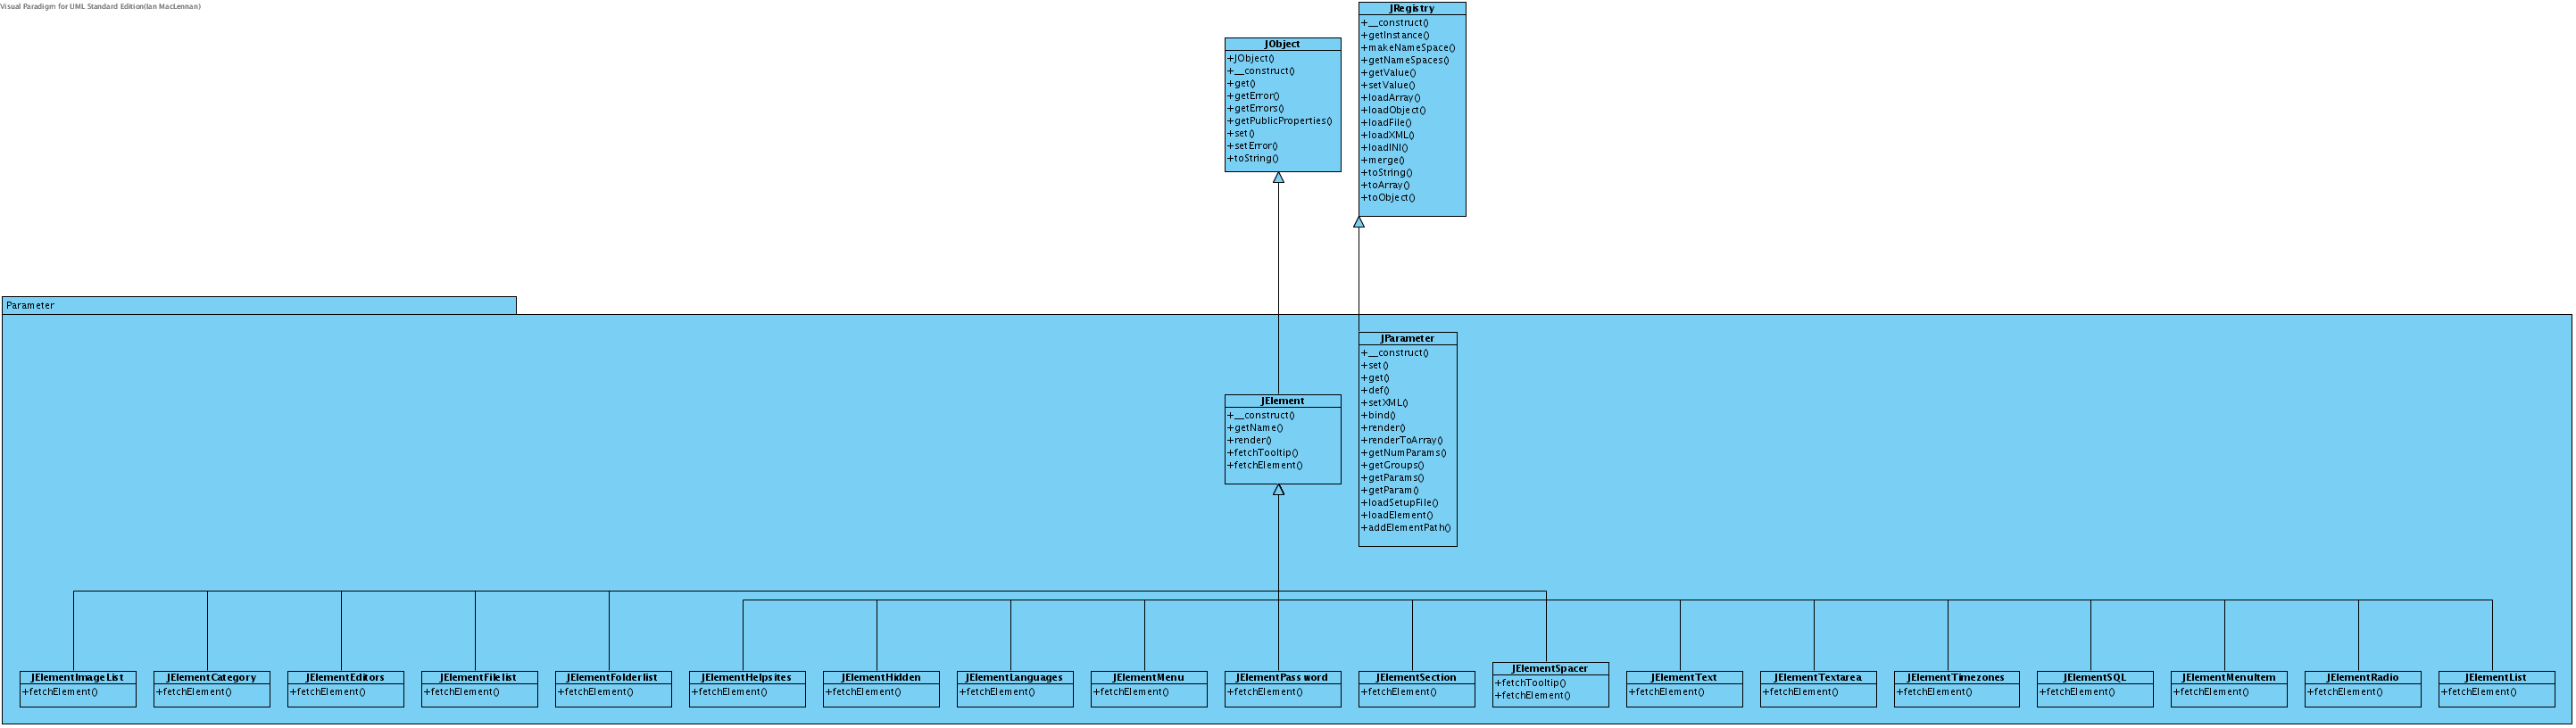 Visual Paradigm for UML Standard Edition(Ian MacLennan)
JRegistry
+__construct()
+getInstance()
+makeNameSpace()
+getNameSpaces()
+getValue()
+setValue()
+loadArray()
+loadObject()
+loadFile()
+loadXML()
+loadINI()
+merge()
+toString()
+toArray()
+toObject()
JObject
+JObject()
+__construct()
+get()
+getError()
+getErrors()
+getPublicProperties()
+set()
+setError()
+toString()
Parameter
JParameter
+__construct()
+set()
+get()
+def()
+setXML()
+bind()
+render()
+renderToArray()
+getNumParams()
+getGroups()
+getParams()
+getParam()
+loadSetupFile()
+loadElement()
+addElementPath()
JElement
+__construct()
+getName()
+render()
+fetchTooltip()
+fetchElement()
JElementImageList
+fetchElement()
JElementCategory
+fetchElement()
JElementEditors
+fetchElement()
JElementFilelist
+fetchElement()
JElementFolderlist
+fetchElement()
JElementHelpsites
+fetchElement()
JElementHidden
+fetchElement()
JElementLanguages
+fetchElement()
JElementMenu
+fetchElement()
JElementPassword
+fetchElement()
JElementSection
+fetchElement()
JElementSpacer
+fetchTooltip()
+fetchElement()
JElementText
+fetchElement()
JElementTextarea
+fetchElement()
JElementTimezones
+fetchElement()
JElementSQL
+fetchElement()
JElementMenuItem
+fetchElement()
JElementRadio
+fetchElement()
JElementList
+fetchElement()